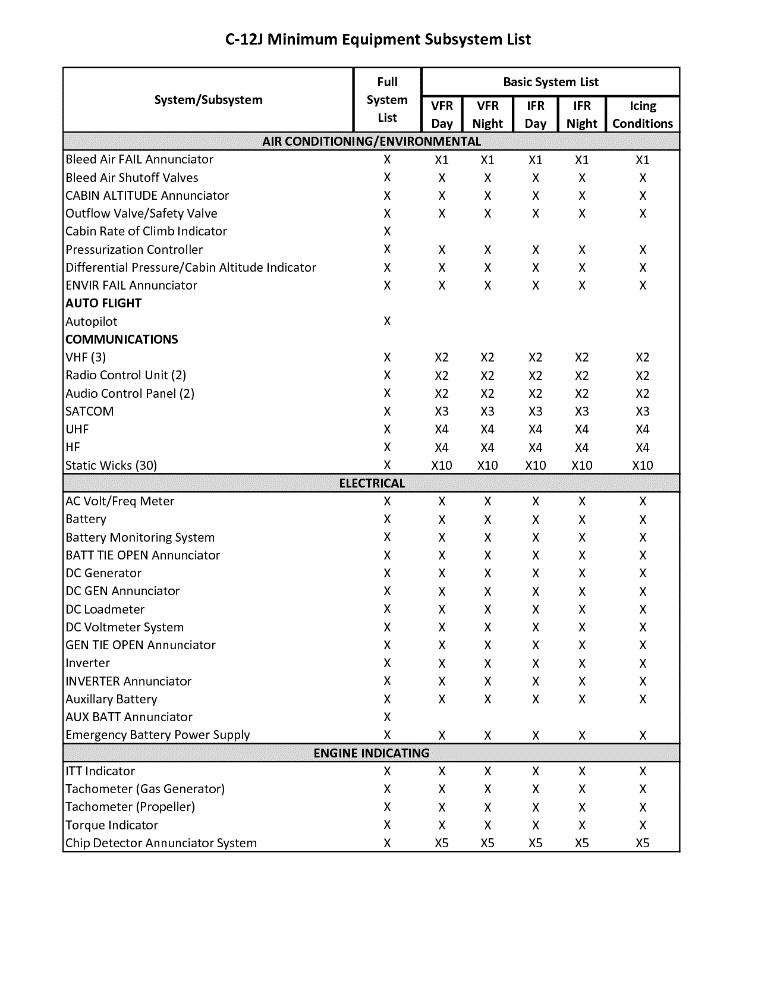 C-12J Minimum Equipment Subsystem List
System/Subsystem Full System List Basic System List
VFR Day VFR Night IFR Day IFR Night Icing Conditions
AIR CONDITIONING/ENVIRONMENTAL
Bleed Air FAIL Annunciator X X1 X1 X1 X1 X1
Bleed Air Shutoff Valves X X X X X X
CABIN ALTITUDE Annunciator X X X X X X
Outflow Valve/Safety Valve X X X X X X
Cabin Rate of Climb Indicator X
Pressurization Controller X X X X X X
Differential Pressure/Cabin Altitude Indicator X X X X X X
ENVIR FAIL Annunciator X X X X X X
AUTO FLIGHT
Autopilot X
COMMUNICATIONS
VHF (3) X X2 X2 X2 X2 X2
Radio Control Unit (2) X X2 X2 X2 X2 X2
Audio Control Panel (2) X X2 X2 X2 X2 X2
SATCOM X X3 X3 X3 X3 X3
UHF X X4 X4 X4 X4 X4
HF X X4 X4 X4 X4 X4
Static Wicks (30) X X10 X10 X10 X10 X10
ELECTRICAL
AC Volt/Freq Meter X X X X X X
Battery X X X X X X
Battery Monitoring System X X X X X X
BATT TIE OPEN Annunciator X X X X X X
DC Generator X X X X X X
DC GEN Annunciator X X X X X X
DC Loadmeter X X X X X X
DC Voltmeter System X X X X X X
GEN TIE OPEN Annunciator X X X X X X
Inverter X X X X X X
INVERTER Annunciator X X X X X X
Auxillary Battery X X X X X X
AUX BATT Annunciator X
Emergency Battery Power Supply X X X X X X
ENGINE INDICATING
ITT Indicator X X X X X X
Tachometer (Gas Generator) X X X X X X
Tachometer (Propeller) X X X X X X
Torque Indicator X X X X X X
Chip Detector Annunciator System X X5 X5 X5 X5 X5